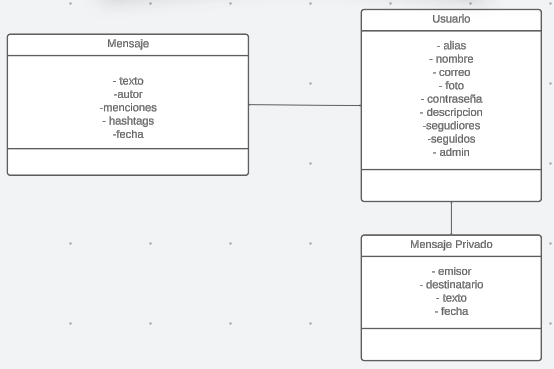 Mensaje
- texto
-autor
-menciones
- hashtags
-fecha
Usuario
- alias
- nombre
- correo
- foto
- contraseña
- descripcion
-segudiores
-seguidos
- admin
Mensaje Privado
- emisor
- destinatario
- texto
- fecha